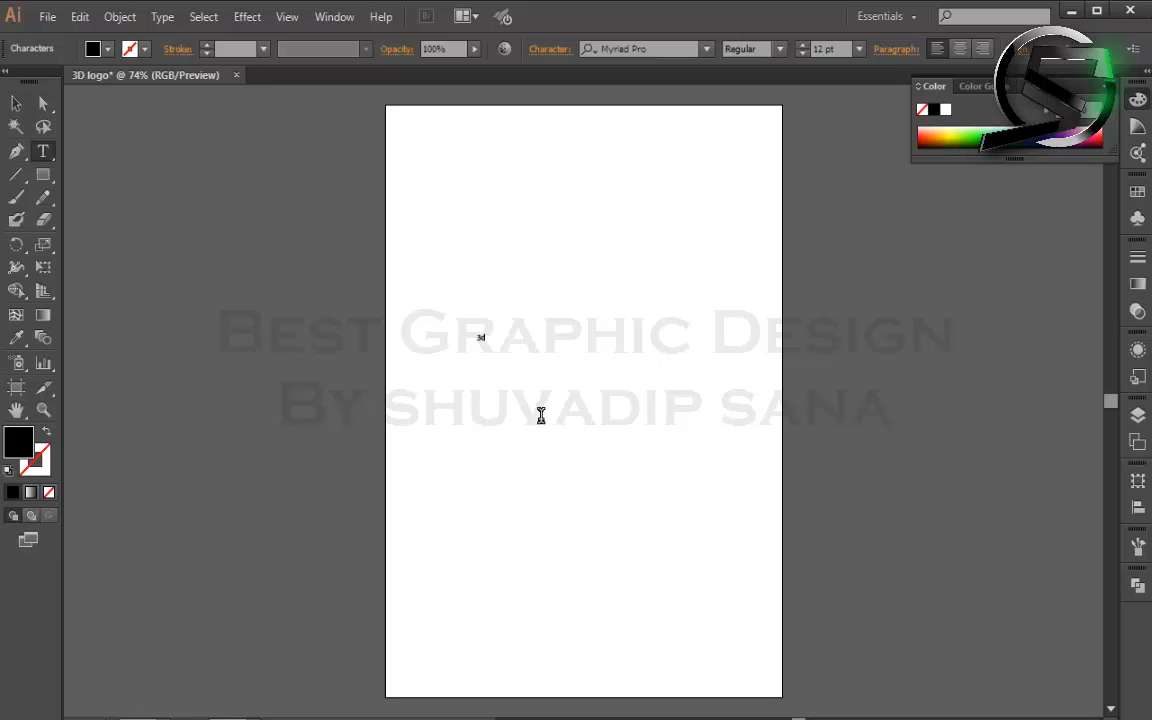 Ai File Edit Object Type Select Effect View Window Help Br Essentials
Characters Stroke: Opacity: 100% Character: Myriad Pro Regular 12 pt Paragraph:
3D logo* @ 74% (RGB/Preview) ×
Color
T
3d
BEST GRAPHIC DESIGN
BY SHUVADIP SANA